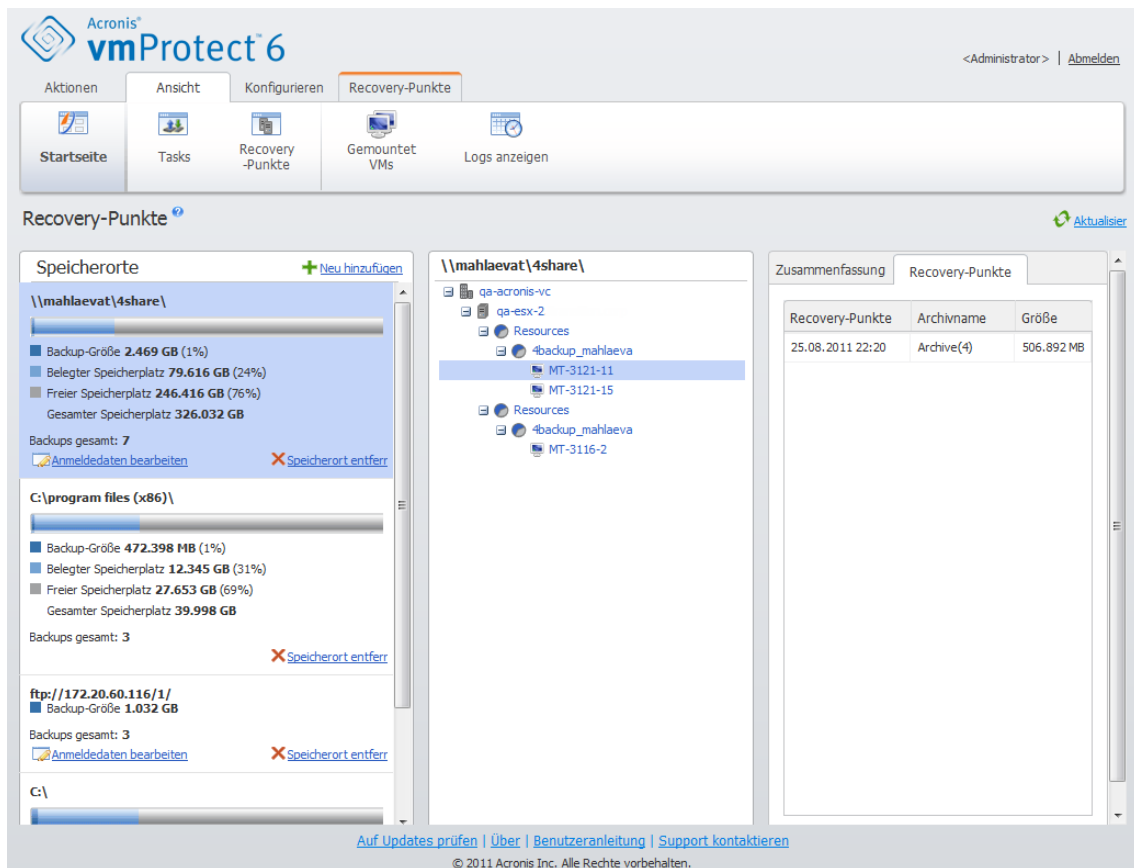 Acronis®
vmProtect™ 6
<Administrator> | Abmelden
Aktionen Ansicht Konfigurieren Recovery-Punkte
Startseite Tasks Recovery
-Punkte Gemountet
VMs Logs anzeigen
Recovery-Punkte ?
Aktualisier
Speicherorte
Neu hinzufügen
\\mahlaevat\4share\
Backup-Größe 2.469 GB (1%)
Belegter Speicherplatz 79.616 GB (24%)
Freier Speicherplatz 246.416 GB (76%)
Gesamter Speicherplatz 326.032 GB
Backups gesamt: 7
Anmeldedaten bearbeiten Speicherort entferr
C:\program files (x86)\
Backup-Größe 472.398 MB (1%)
Belegter Speicherplatz 12.345 GB (31%)
Freier Speicherplatz 27.653 GB (69%)
Gesamter Speicherplatz 39.998 GB
Backups gesamt: 3
Speicherort entferr
ftp://172.20.60.116/1/
Backup-Größe 1.032 GB
Backups gesamt: 3
Anmeldedaten bearbeiten Speicherort entferr
C:\
\\mahlaevat\4share\
qa-acronis-vc
qa-esx-2
Resources
4backup_mahlaeva
MT-3121-11
MT-3121-15
Resources
4backup_mahlaeva
MT-3116-2
Zusammenfassung Recovery-Punkte
Recovery-Punkte Archivname Größe
25.08.2011 22:20 Archive(4) 506.892 MB
Auf Updates prüfen | Über | Benutzeranleitung | Support kontaktieren
© 2011 Acronis Inc. Alle Rechte vorbehalten.